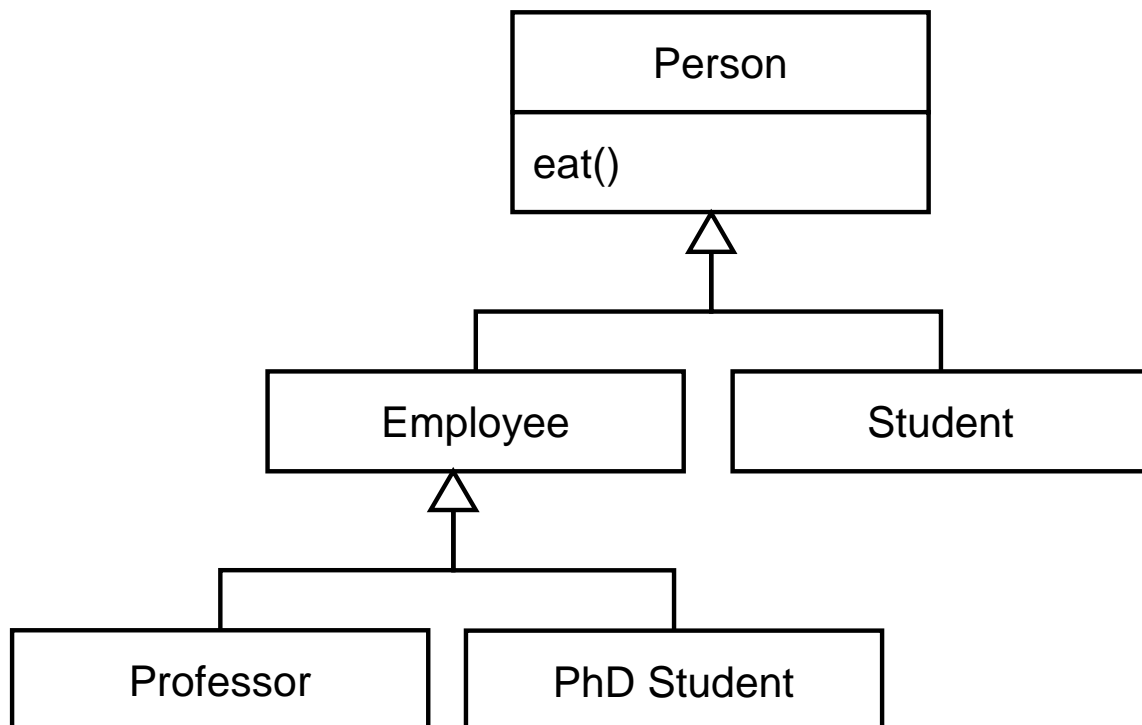 Person
eat()
Employee
Student
Professor
PhD Student